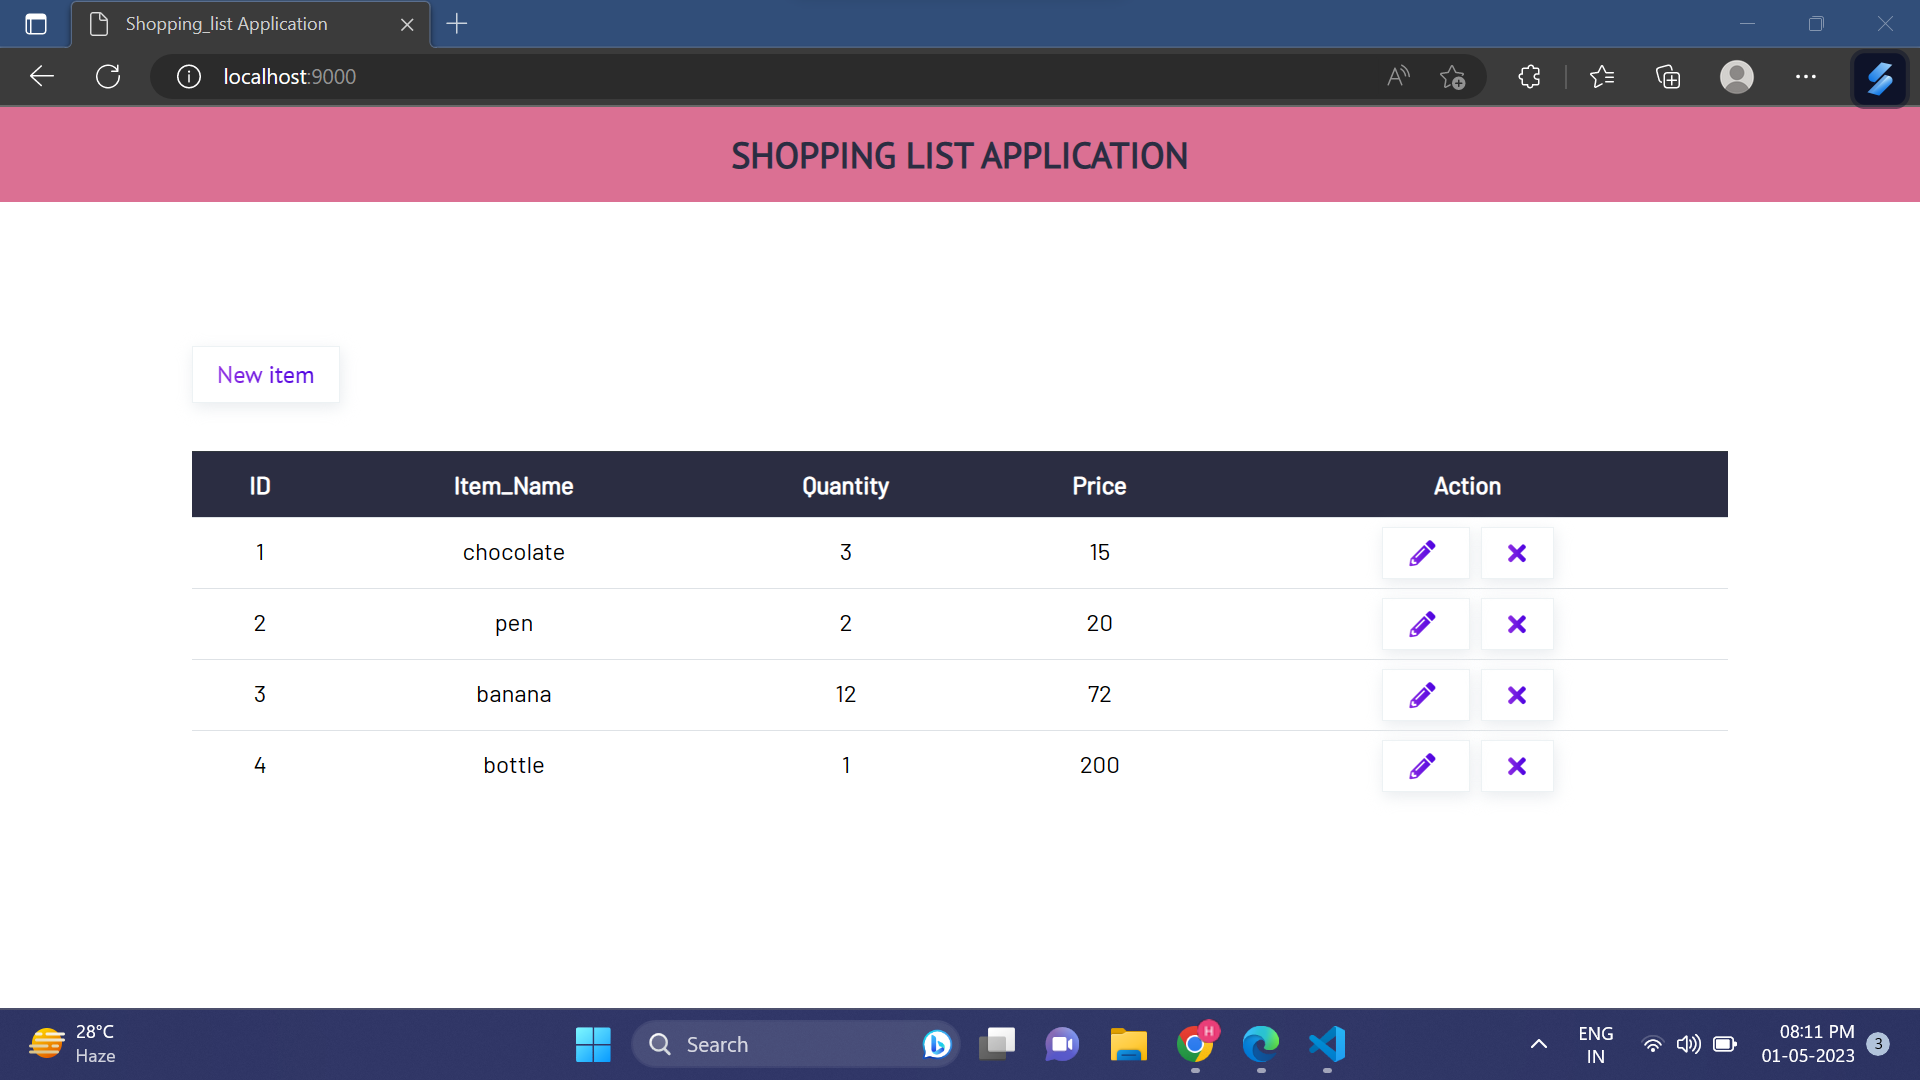 Shopping_list Application
localhost:9000
SHOPPING LIST APPLICATION
New item
ID Item_Name Quantity Price Action
1 chocolate 3 15
2 pen 2 20
3 banana 12 72
4 bottle 1 200
28°C
Haze
Search
H
ENG
IN
08:11 PM
01-05-2023
3